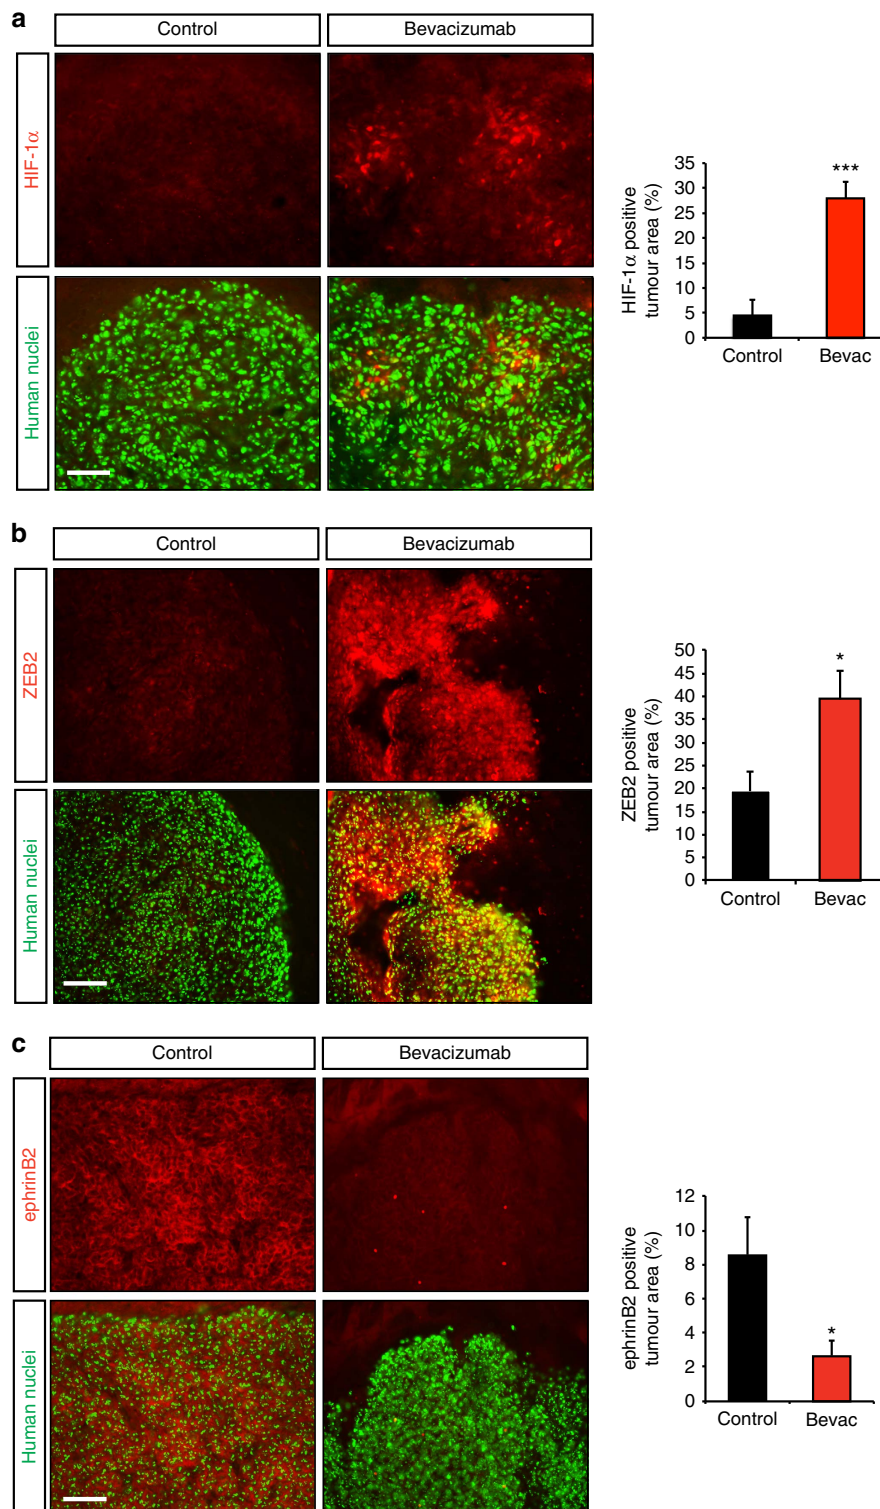 a
Control
Bevacizumab
HIF-1α
Human nuclei
HIF-1α positive
tumour area (%)
35
30
25
20
15
10
5
0
***
Control
Bevac
b
Control
Bevacizumab
ZEB2
Human nuclei
ZEB2 positive
tumour area (%)
50
45
40
35
30
25
20
15
10
5
0
*
Control
Bevac
c
Control
Bevacizumab
ephrinB2
Human nuclei
ephrinB2 positive
tumour area (%)
12
10
8
6
4
2
0
*
Control
Bevac